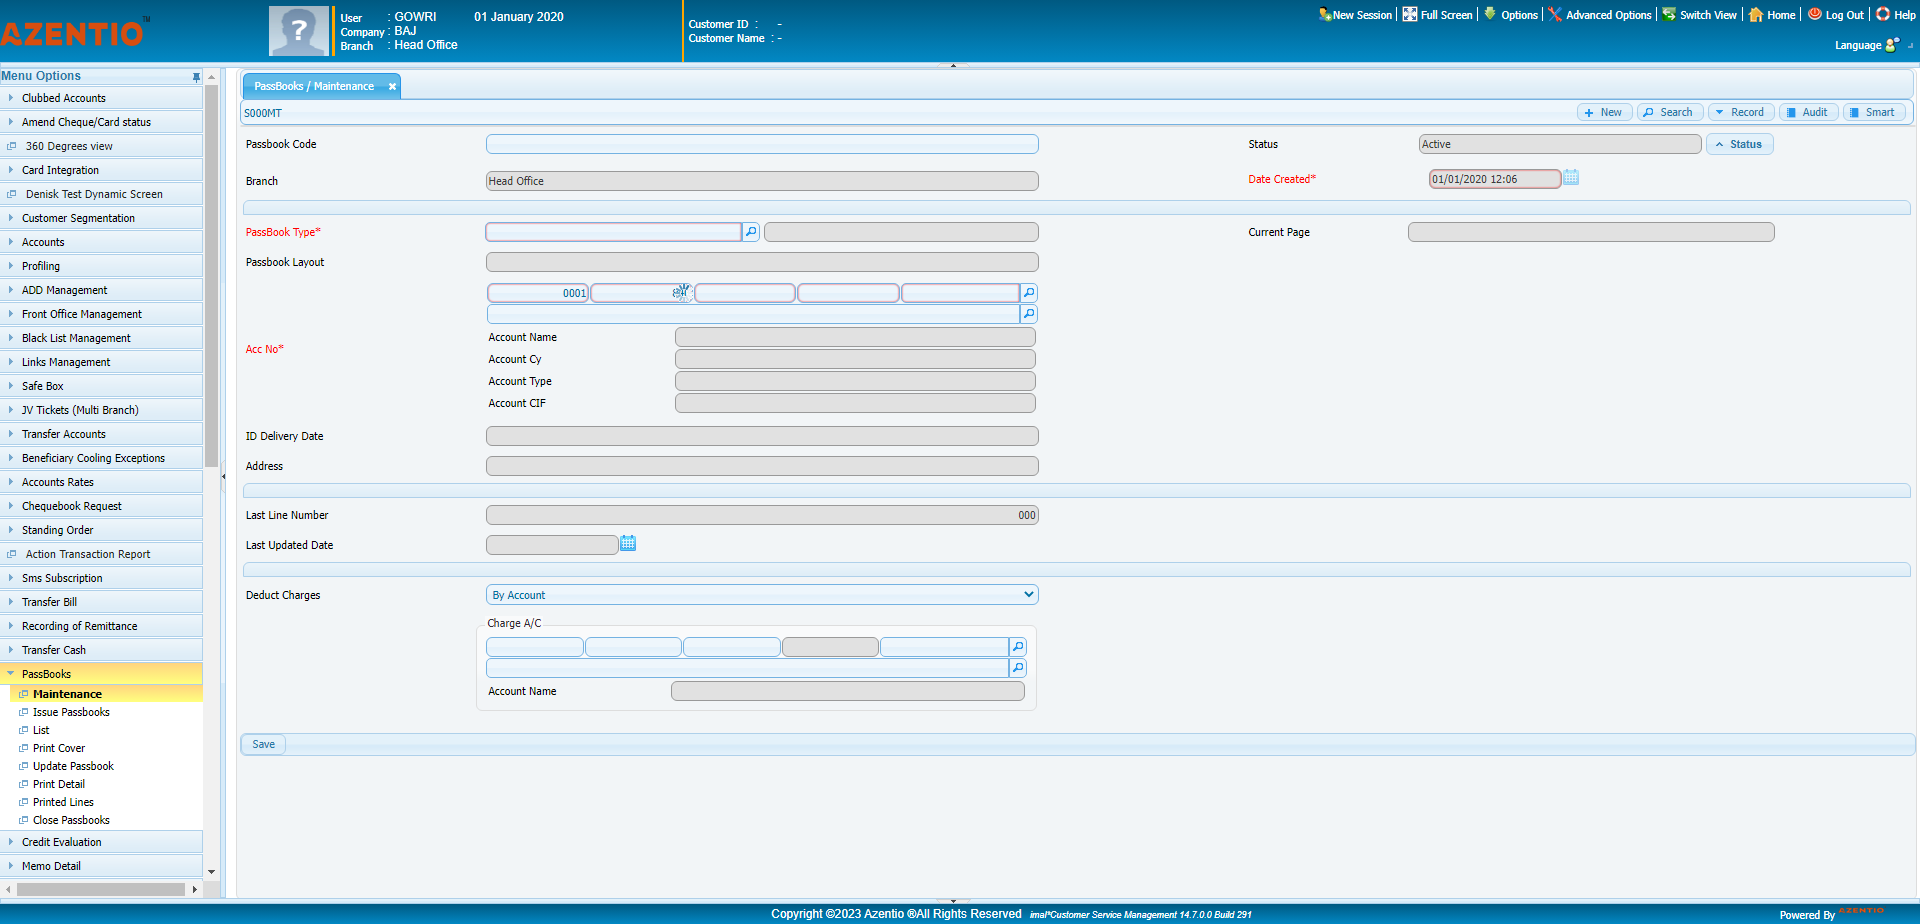 AZENTIO™
User : GOWRI 01 January 2020
Company : BAJ
Branch : Head Office
Customer ID : -
Customer Name : -
New Session
Full Screen
Options
Advanced Options
Switch View
Home
Log Out
Help
Language
Menu Options
Clubbed Accounts
Amend Cheque/Card status
360 Degrees view
Card Integration
Denisk Test Dynamic Screen
Customer Segmentation
Accounts
Profiling
ADD Management
Front Office Management
Black List Management
Links Management
Safe Box
JV Tickets (Multi Branch)
Transfer Accounts
Beneficiary Cooling Exceptions
Accounts Rates
Chequebook Request
Standing Order
Action Transaction Report
Sms Subscription
Transfer Bill
Recording of Remittance
Transfer Cash
PassBooks
Maintenance
Issue Passbooks
List
Print Cover
Update Passbook
Print Detail
Printed Lines
Close Passbooks
Credit Evaluation
Memo Detail
PassBooks / Maintenance
S000MT
New
Search
Record
Audit
Smart
Passbook Code
Status Active Status
Branch Head Office
Date Created* 01/01/2020 12:06
PassBook Type*
Current Page
Passbook Layout
0001
Acc No*
Account Name
Account Cy
Account Type
Account CIF
ID Delivery Date
Address
Last Line Number 000
Last Updated Date
Deduct Charges By Account
Charge A/C
Account Name
Save
Copyright ©2023 Azentio ®All Rights Reserved imal*Customer Service Management 14.7.0.0 Build 291
Powered By AZENTIO